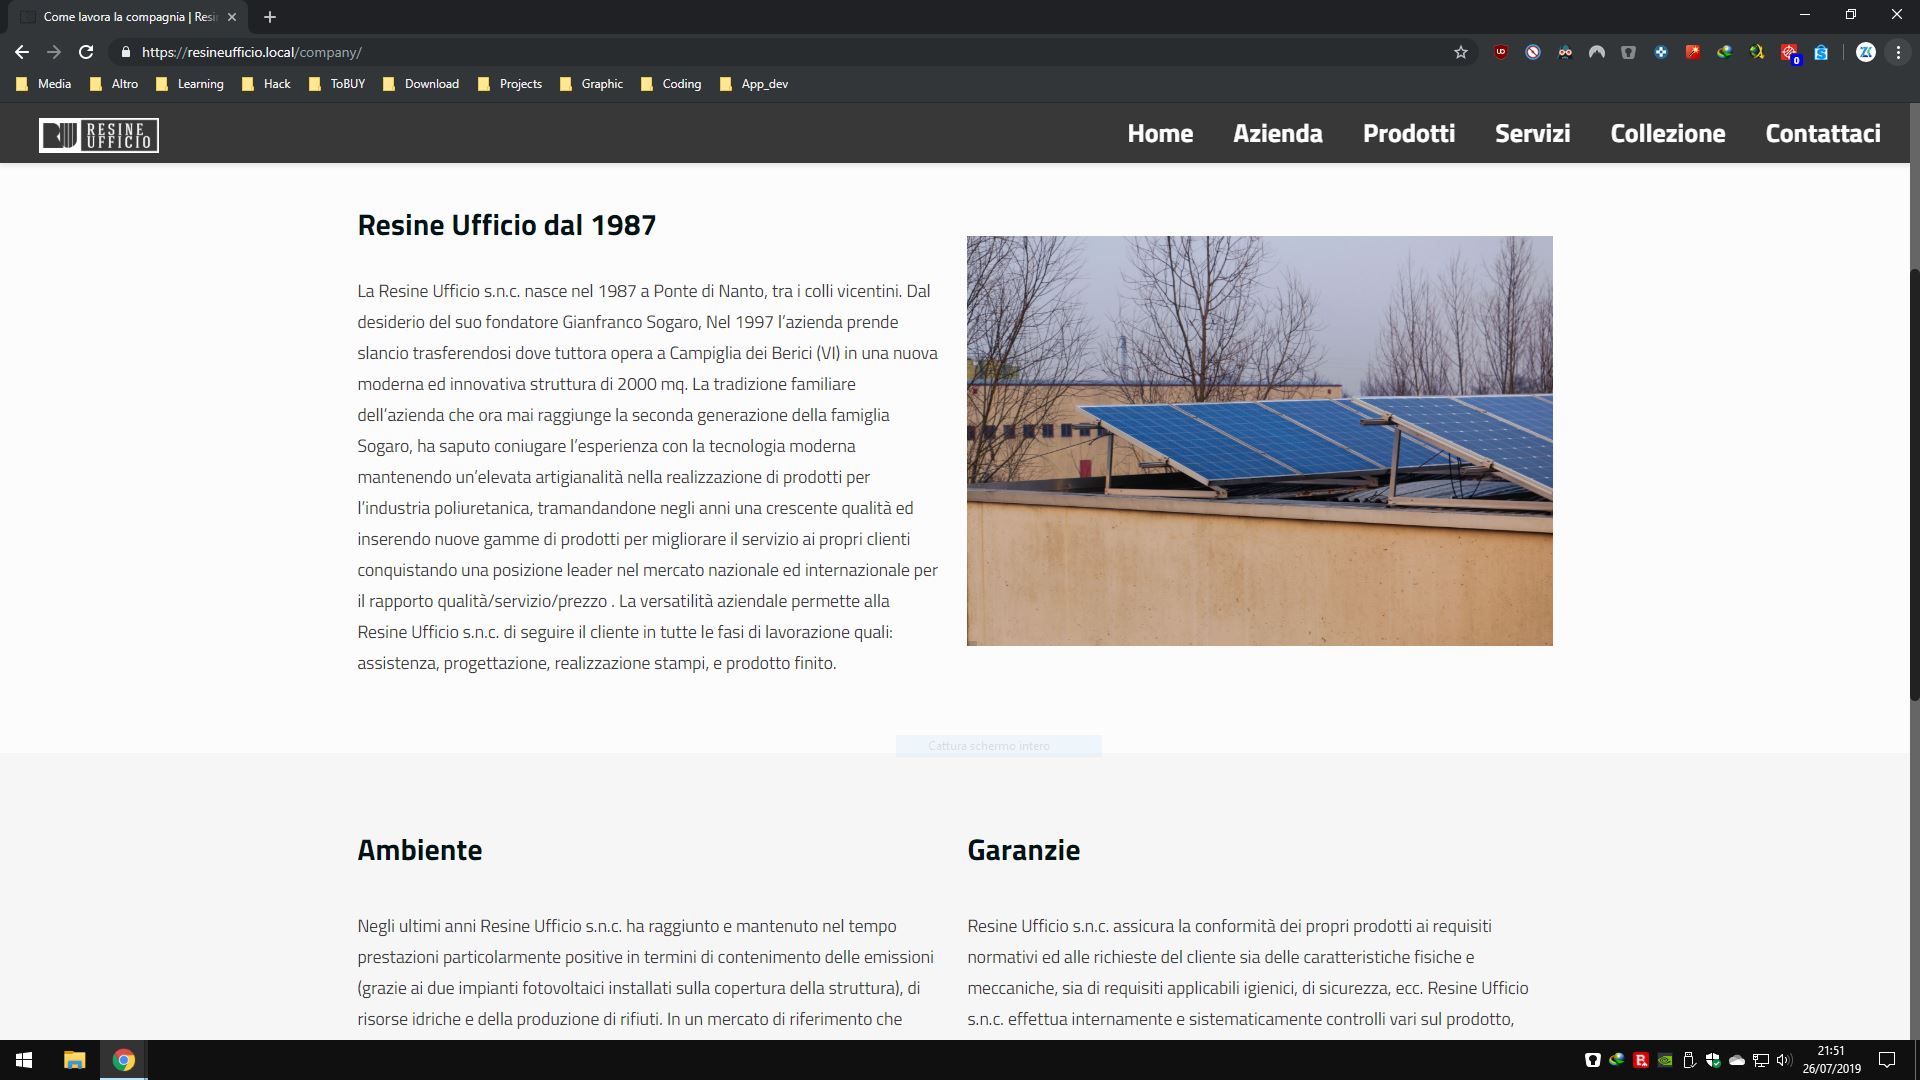 Come lavora la compagnia | Resi
https://resineufficio.local/company/
0
Media Altro Learning Hack ToBUY Download Projects Graphic Coding App_dev
RESINE
UFFICIO
Home Azienda Prodotti Servizi Collezione Contattaci
Resine Ufficio dal 1987
La Resine Ufficio s.n.c. nasce nel 1987 a Ponte di Nanto, tra i colli vicentini. Dal
desiderio del suo fondatore Gianfranco Sogaro, Nel 1997 l’azienda prende
slancio trasferendosi dove tuttora opera a Campiglia dei Berici (VI) in una nuova
moderna ed innovativa struttura di 2000 mq. La tradizione familiare
dell’azienda che ora mai raggiunge la seconda generazione della famiglia
Sogaro, ha saputo coniugare l’esperienza con la tecnologia moderna
mantenendo un’elevata artigianalità nella realizzazione di prodotti per
l’industria poliuretanica, tramandandone negli anni una crescente qualità ed
inserendo nuove gamme di prodotti per migliorare il servizio ai propri clienti
conquistando una posizione leader nel mercato nazionale ed internazionale per
il rapporto qualità/servizio/prezzo . La versatilità aziendale permette alla
Resine Ufficio s.n.c. di seguire il cliente in tutte le fasi di lavorazione quali:
assistenza, progettazione, realizzazione stampi, e prodotto finito.
Cattura schermo intero
Ambiente
Negli ultimi anni Resine Ufficio s.n.c. ha raggiunto e mantenuto nel tempo
prestazioni particolarmente positive in termini di contenimento delle emissioni
(grazie ai due impianti fotovoltaici installati sulla copertura della struttura), di
risorse idriche e della produzione di rifiuti. In un mercato di riferimento che
Garanzie
Resine Ufficio s.n.c. assicura la conformità dei propri prodotti ai requisiti
normativi ed alle richieste del cliente sia delle caratteristiche fisiche e
meccaniche, sia di requisiti applicabili igienici, di sicurezza, ecc. Resine Ufficio
s.n.c. effettua internamente e sistematicamente controlli vari sul prodotto,
21:51
26/07/2019